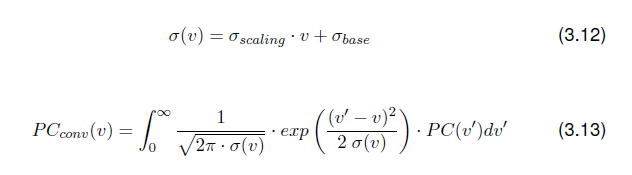 σ(v) = σ_scaling · v + σ_base (3.12)
PC_conv(v) = ∫_0^∞ 1/√(2π · σ(v)) · exp((v′ − v)²/(2 σ(v))) · PC(v′)dv′ (3.13)